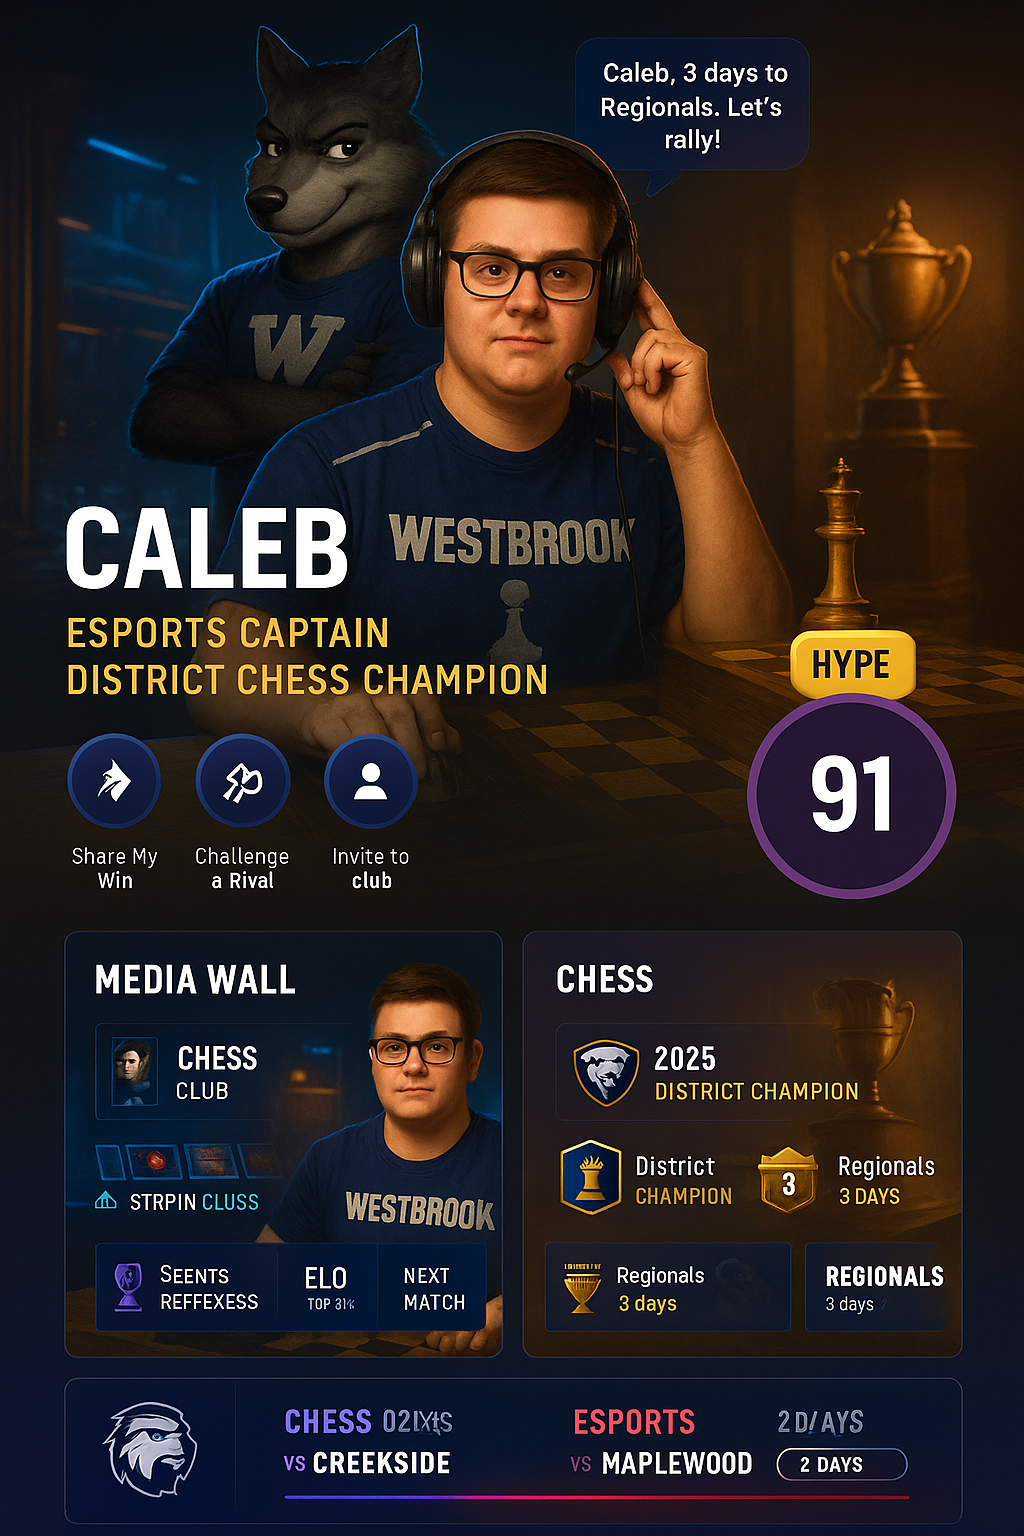 Caleb, 3 days to
Regionals. Let's
rally!
W
WESTBROOK
CALEB
ESPORTS CAPTAIN
DISTRICT CHESS CHAMPION
HYPE
91
Share My
Win
Challenge
a Rival
Invite to
club
MEDIA WALL
CHESS
CLUB
STRPIN CLUSS
WESTBROOK
SEENTS
REFFEXESS
ELO
TOP
NEXT
MATCH
CHESS
2025
DISTRICT CHAMPION
District
CHAMPION
3
Regionals
3 DAYS
Regionals
3 days
REGIONALS
3 days
CHESS
VS CREEKSIDE
ESPORTS
VS MAPLEWOOD
2 DAYS